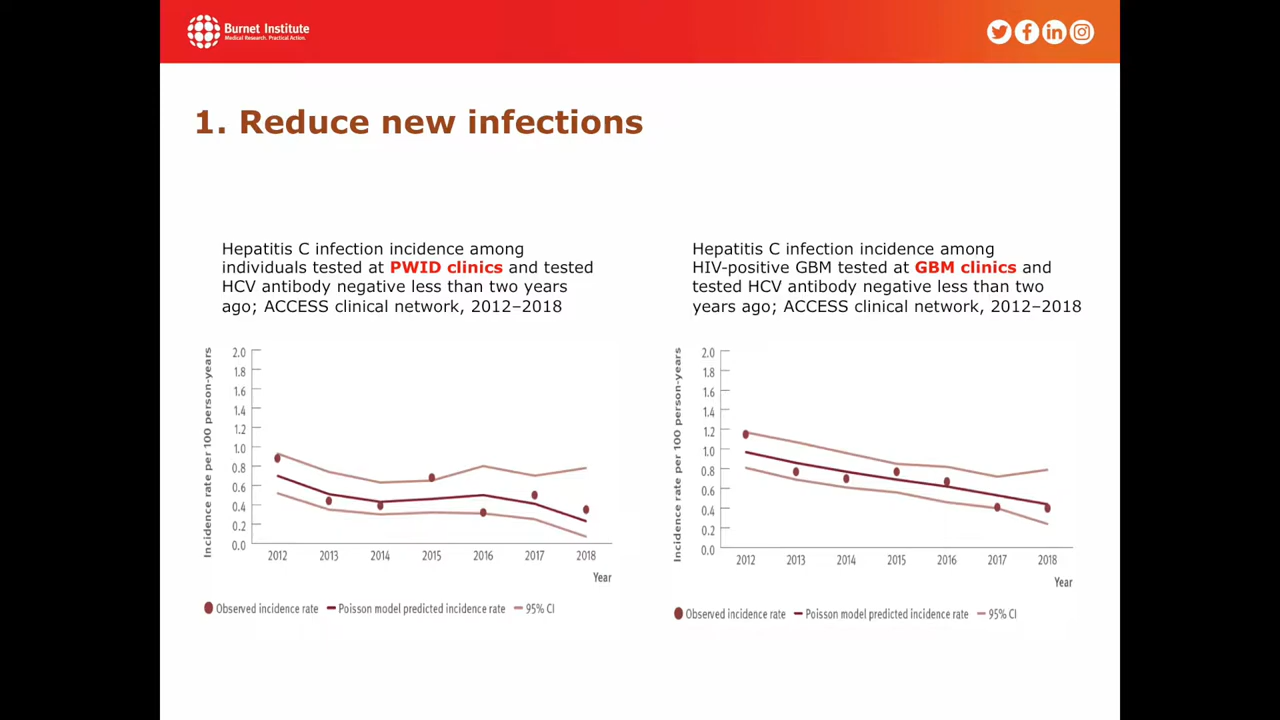 Burnet Institute
Medical Research. Practical Action.
1. Reduce new infections
Hepatitis C infection incidence among
individuals tested at PWID clinics and tested
HCV antibody negative less than two years
ago; ACCESS clinical network, 2012–2018
Incidence rate per 100 person-years
2.0
1.8
1.6
1.4
1.2
1.0
0.8
0.6
0.4
0.2
0.0
2012 2013 2014 2015 2016 2017 2018
Year
Observed incidence rate Poisson model predicted incidence rate 95% CI
Hepatitis C infection incidence among
HIV-positive GBM tested at GBM clinics and
tested HCV antibody negative less than two
years ago; ACCESS clinical network, 2012–2018
Incidence rate per 100 person-years
2.0
1.8
1.6
1.4
1.2
1.0
0.8
0.6
0.4
0.2
0.0
2012 2013 2014 2015 2016 2017 2018
Year
Observed incidence rate Poisson model predicted incidence rate 95% CI